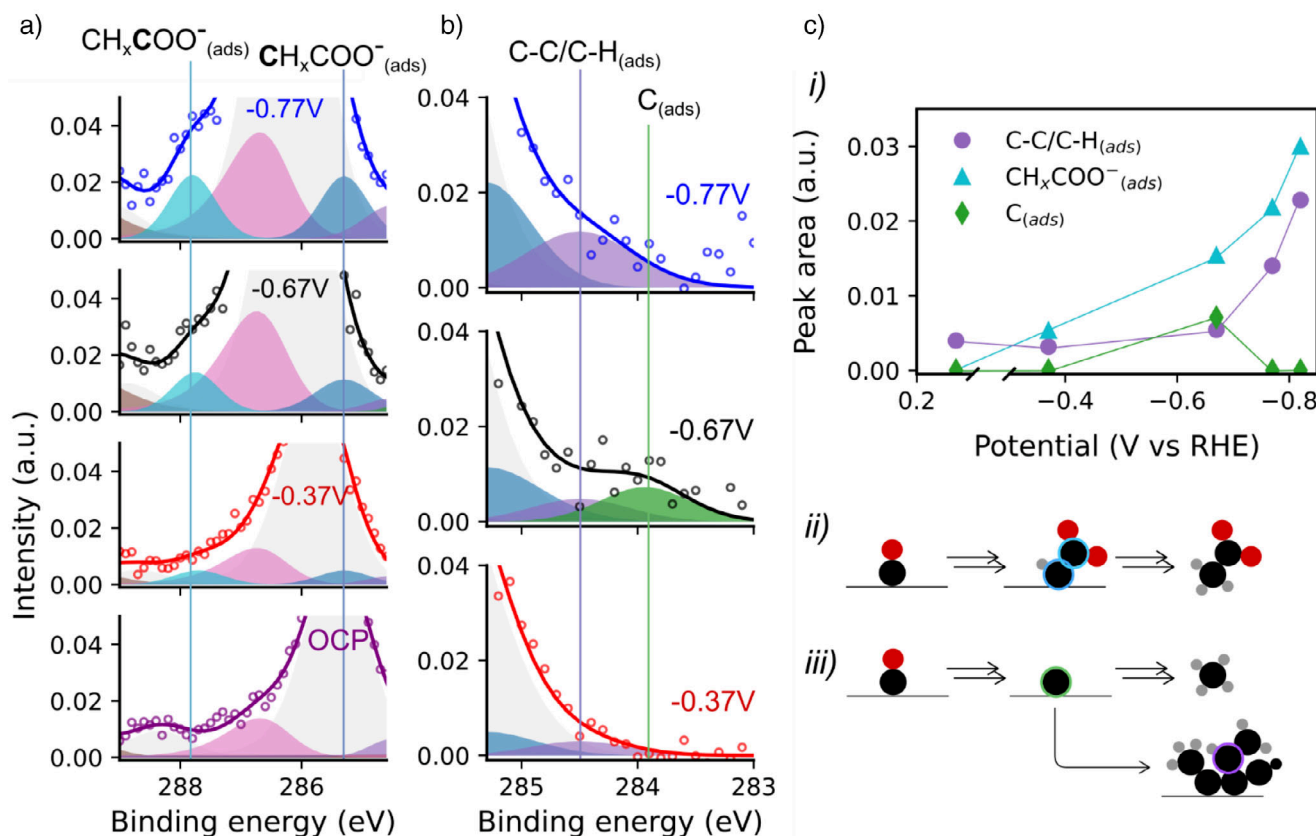 a)
CHₓCOO⁻(ads)
CHₓCOO⁻(ads)
-0.77V
0.04
0.02
0.00
-0.67V
0.04
0.02
0.00
-0.37V
0.04
0.02
0.00
OCP
0.04
0.02
0.00
288
286
Intensity (a.u.)
Binding energy (eV)
b)
C-C/C-H(ads)
C(ads)
0.04
0.02
0.00
-0.77V
0.04
0.02
0.00
-0.67V
0.04
0.02
0.00
-0.37V
285
284
283
Binding energy (eV)
c)
i)
Peak area (a.u.)
0.03
0.02
0.01
0.00
C-C/C-H(ads)
CHₓCOO⁻(ads)
C(ads)
0.2
−0.4
−0.6
−0.8
Potential (V vs RHE)
ii)
iii)